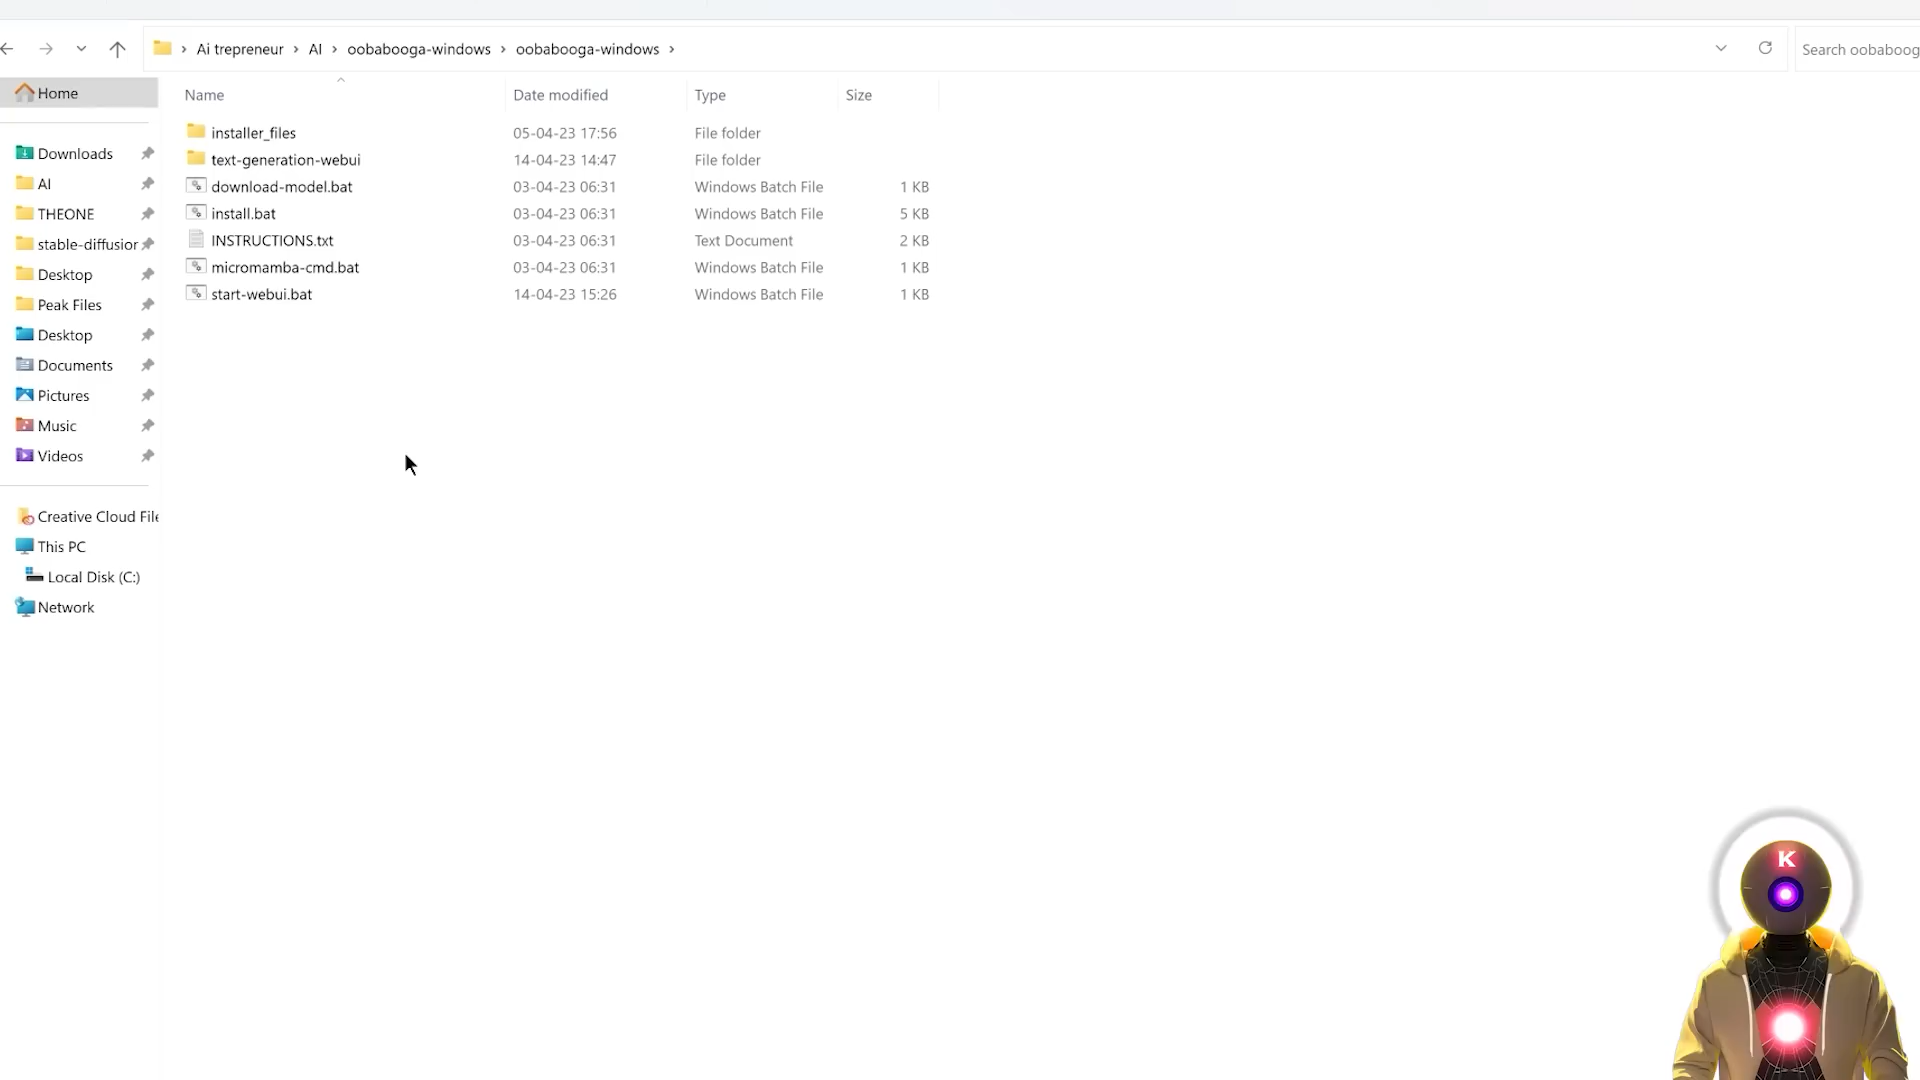 Ai trepreneur > AI > oobabooga-windows > oobabooga-windows >
Search oobaboog
Home
Name Date modified Type Size
installer_files 05-04-23 17:56 File folder
text-generation-webui 14-04-23 14:47 File folder
download-model.bat 03-04-23 06:31 Windows Batch File 1 KB
install.bat 03-04-23 06:31 Windows Batch File 5 KB
INSTRUCTIONS.txt 03-04-23 06:31 Text Document 2 KB
micromamba-cmd.bat 03-04-23 06:31 Windows Batch File 1 KB
start-webui.bat 14-04-23 15:26 Windows Batch File 1 KB
Downloads
AI
THEONE
stable-diffusior
Desktop
Peak Files
Desktop
Documents
Pictures
Music
Videos
Creative Cloud File
This PC
Local Disk (C:)
Network
K